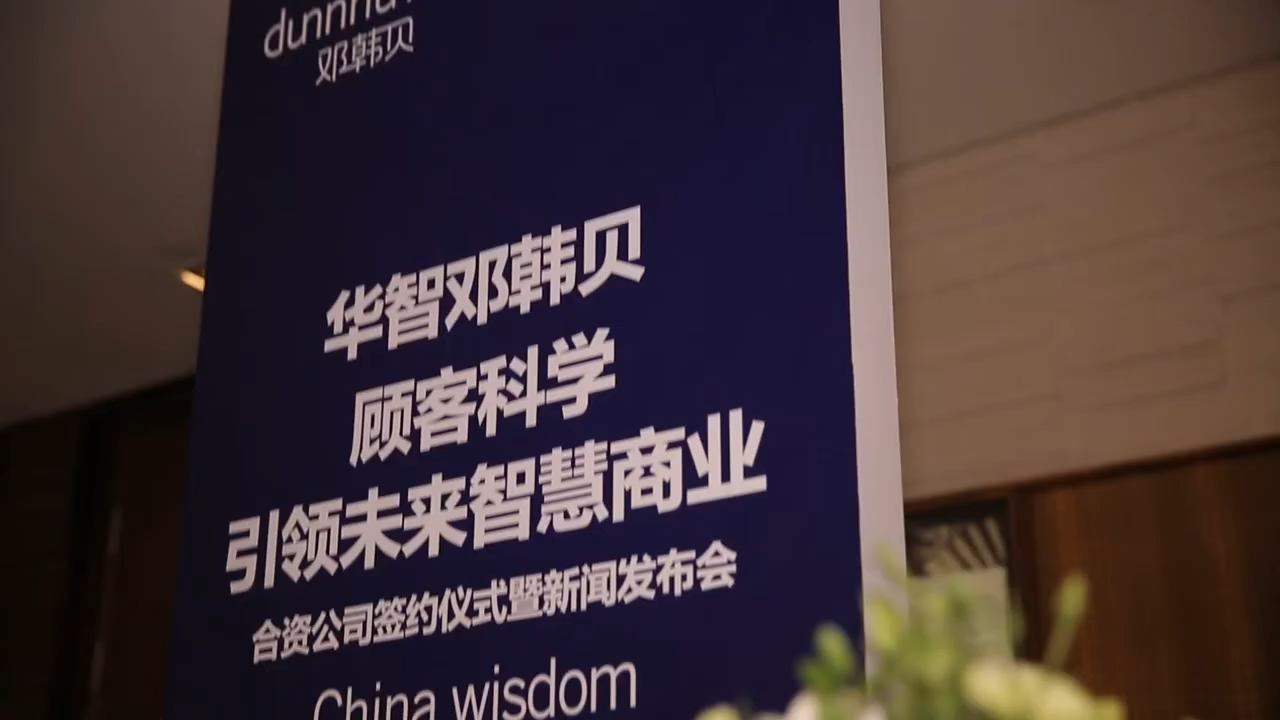 邓韩贝
华智邓韩贝
顾客科学
引领未来智慧商业
合资公司签约仪式暨新闻发布会
China wisdom